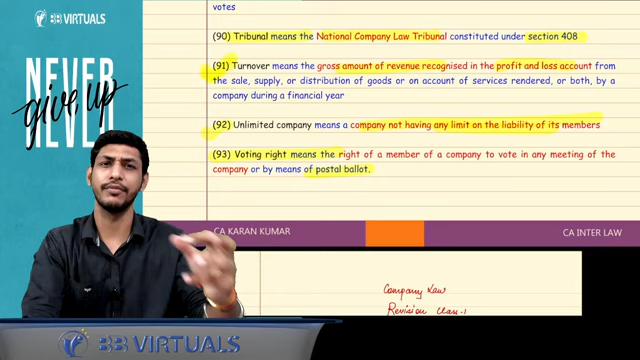 BB VIRTUALS
NEVER
give up
NEVER
votes
(90) Tribunal means the National Company Law Tribunal constituted under section 408
(91) Turnover means the gross amount of revenue recognised in the profit and loss account from
the sale, supply, or distribution of goods or on account of services rendered, or both, by a
company during a financial year
(92) Unlimited company means a company not having any limit on the liability of its members
(93) Voting right means the right of a member of a company to vote in any meeting of the
company or by means of postal ballot.
CA KARAN KUMAR
CA INTER LAW
Company Law
Revision Class-1
BB VIRTUALS